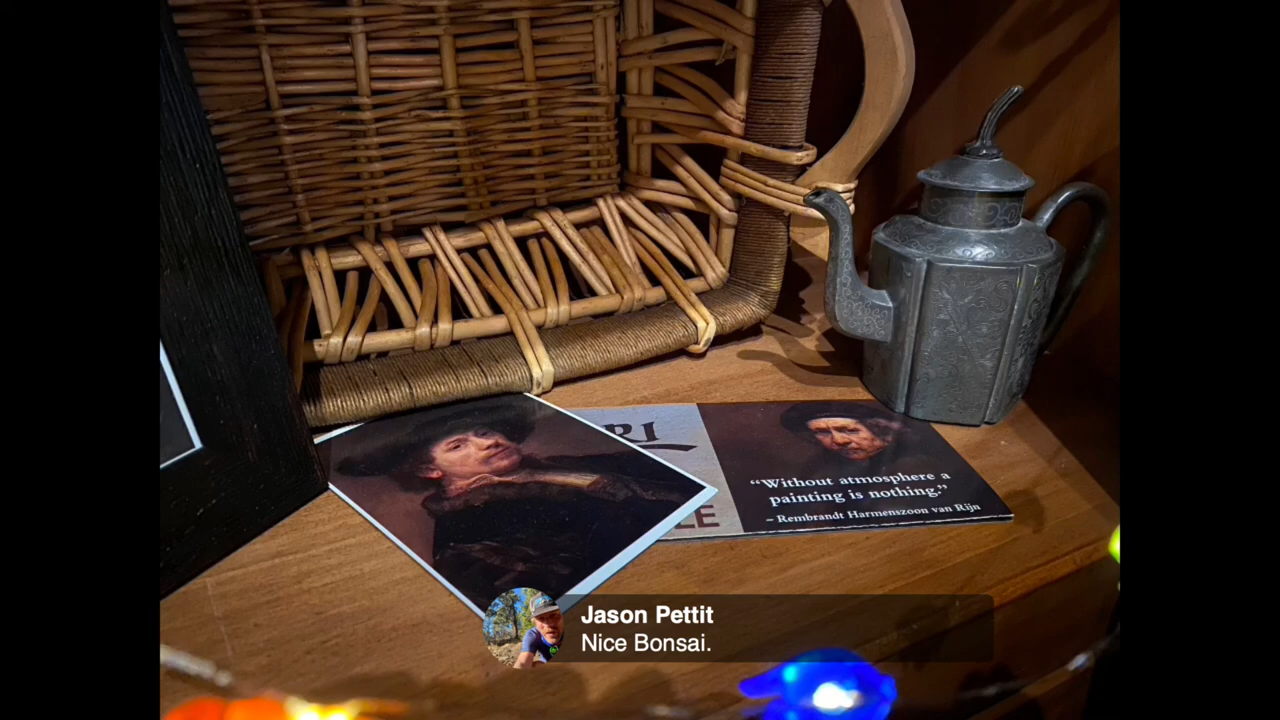 RI
LE
“Without atmosphere a
painting is nothing.”
– Rembrandt Harmenszoon van Rijn
Jason Pettit
Nice Bonsai.